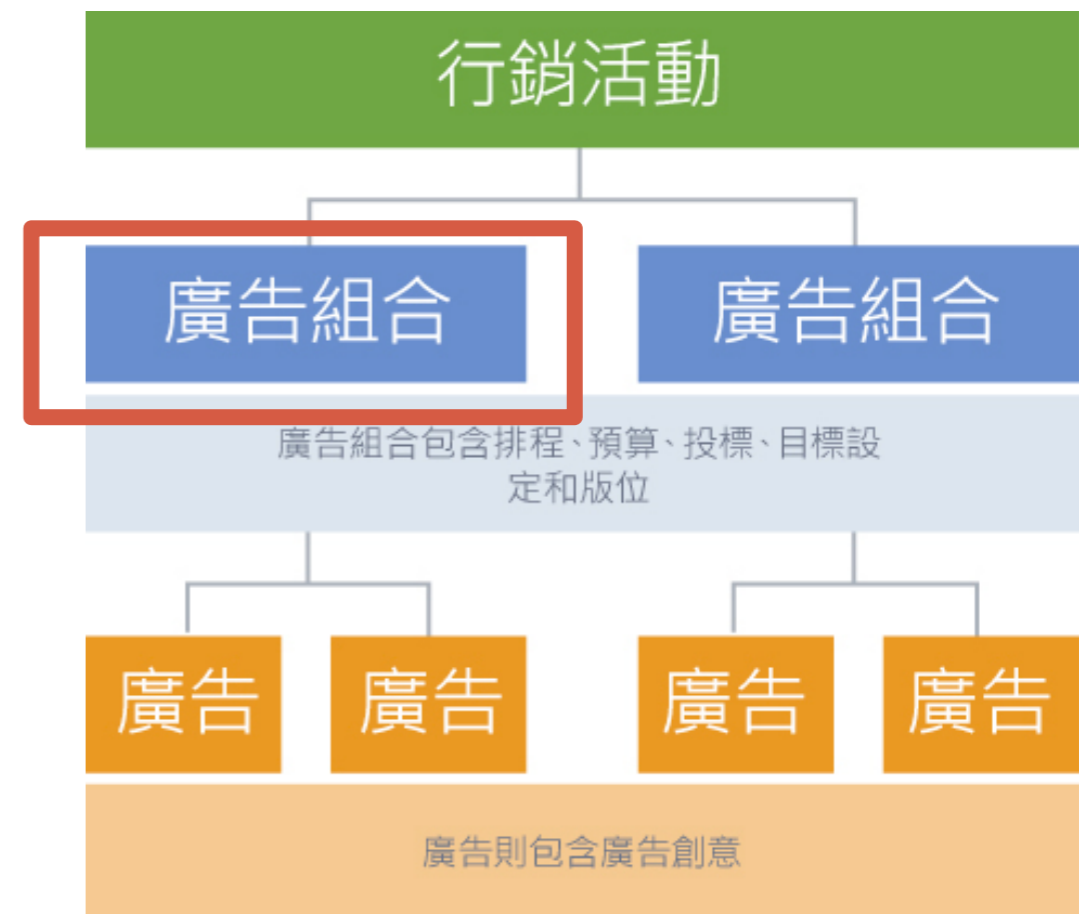 行銷活動
廣告組合
廣告組合
廣告組合包含排程、預算、投標、目標設
定和版位
廣告
廣告
廣告
廣告
廣告則包含廣告創意